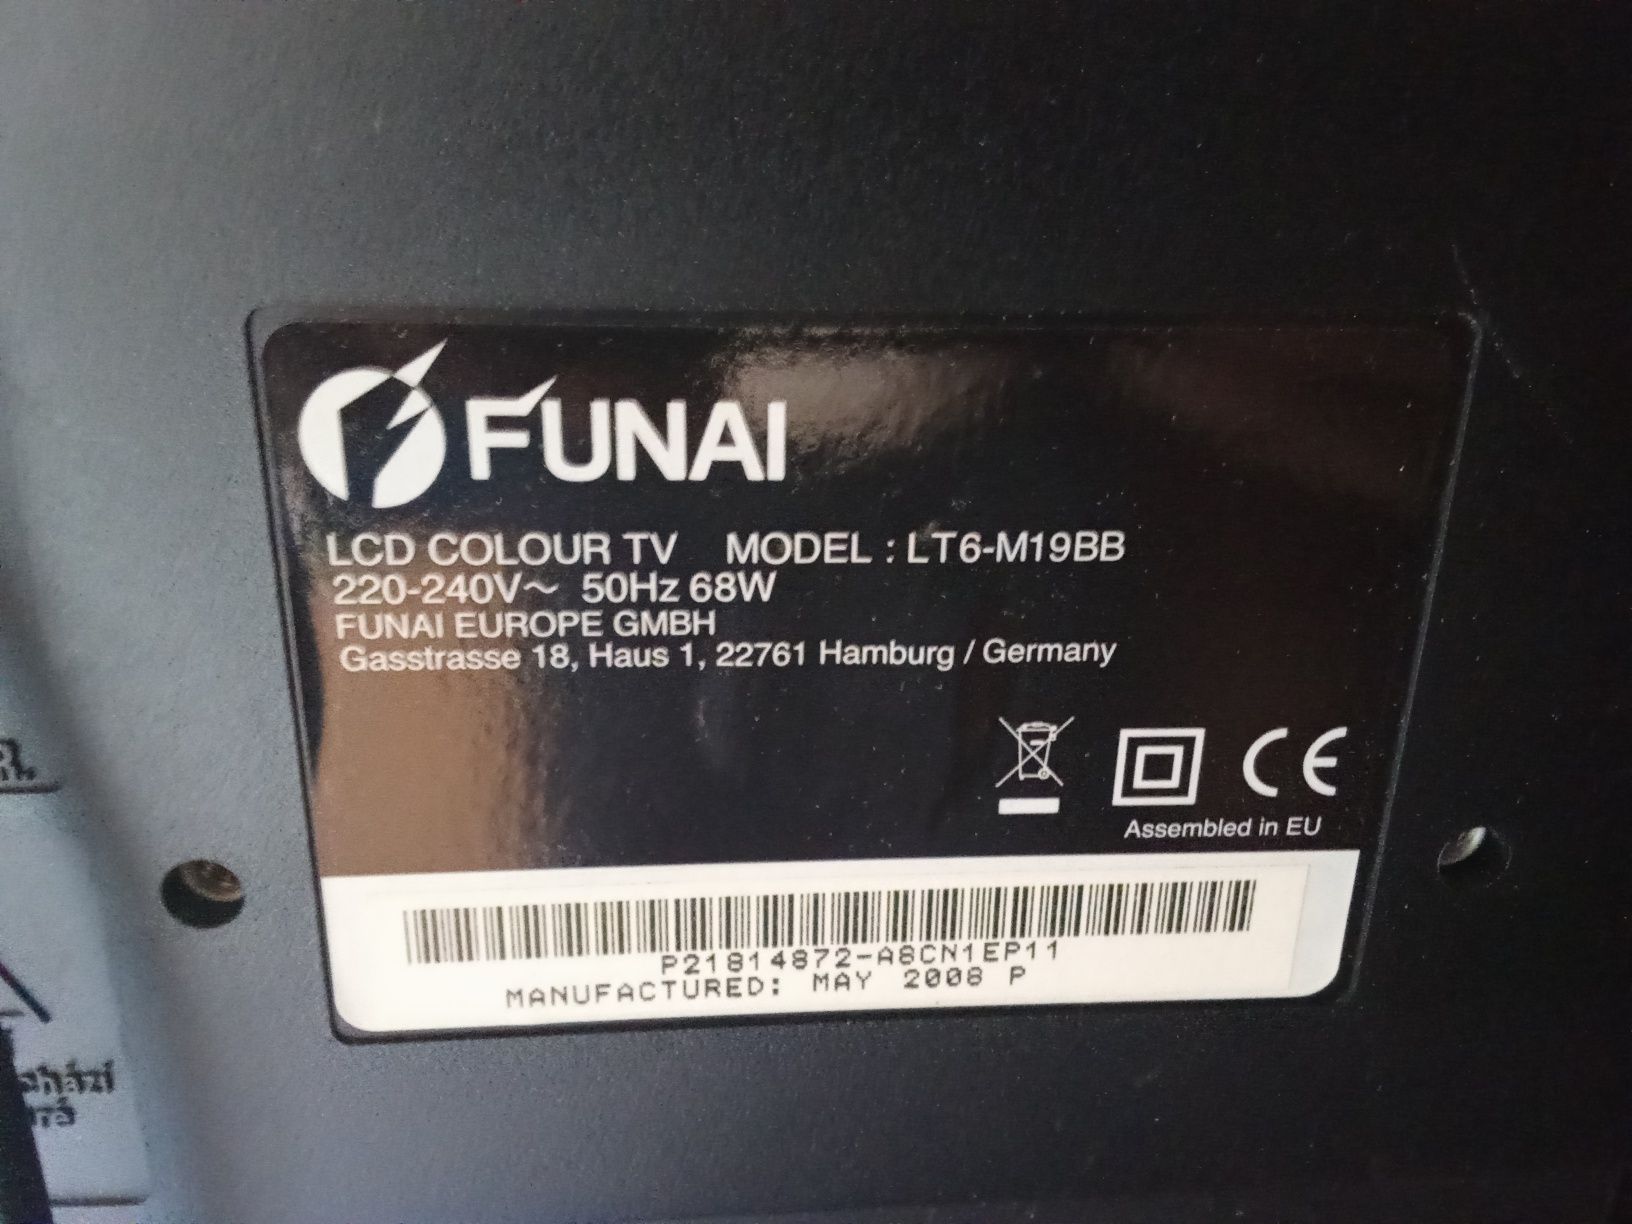 FUNAI
LCD COLOUR TV MODEL : LT6-M19BB
220-240V~ 50Hz 68W
FUNAI EUROPE GMBH
Gasstrasse 18, Haus 1, 22761 Hamburg / Germany
CE
Assembled in EU
P21814872-A8CN1EP11
MANUFACTURED: MAY 2008 P